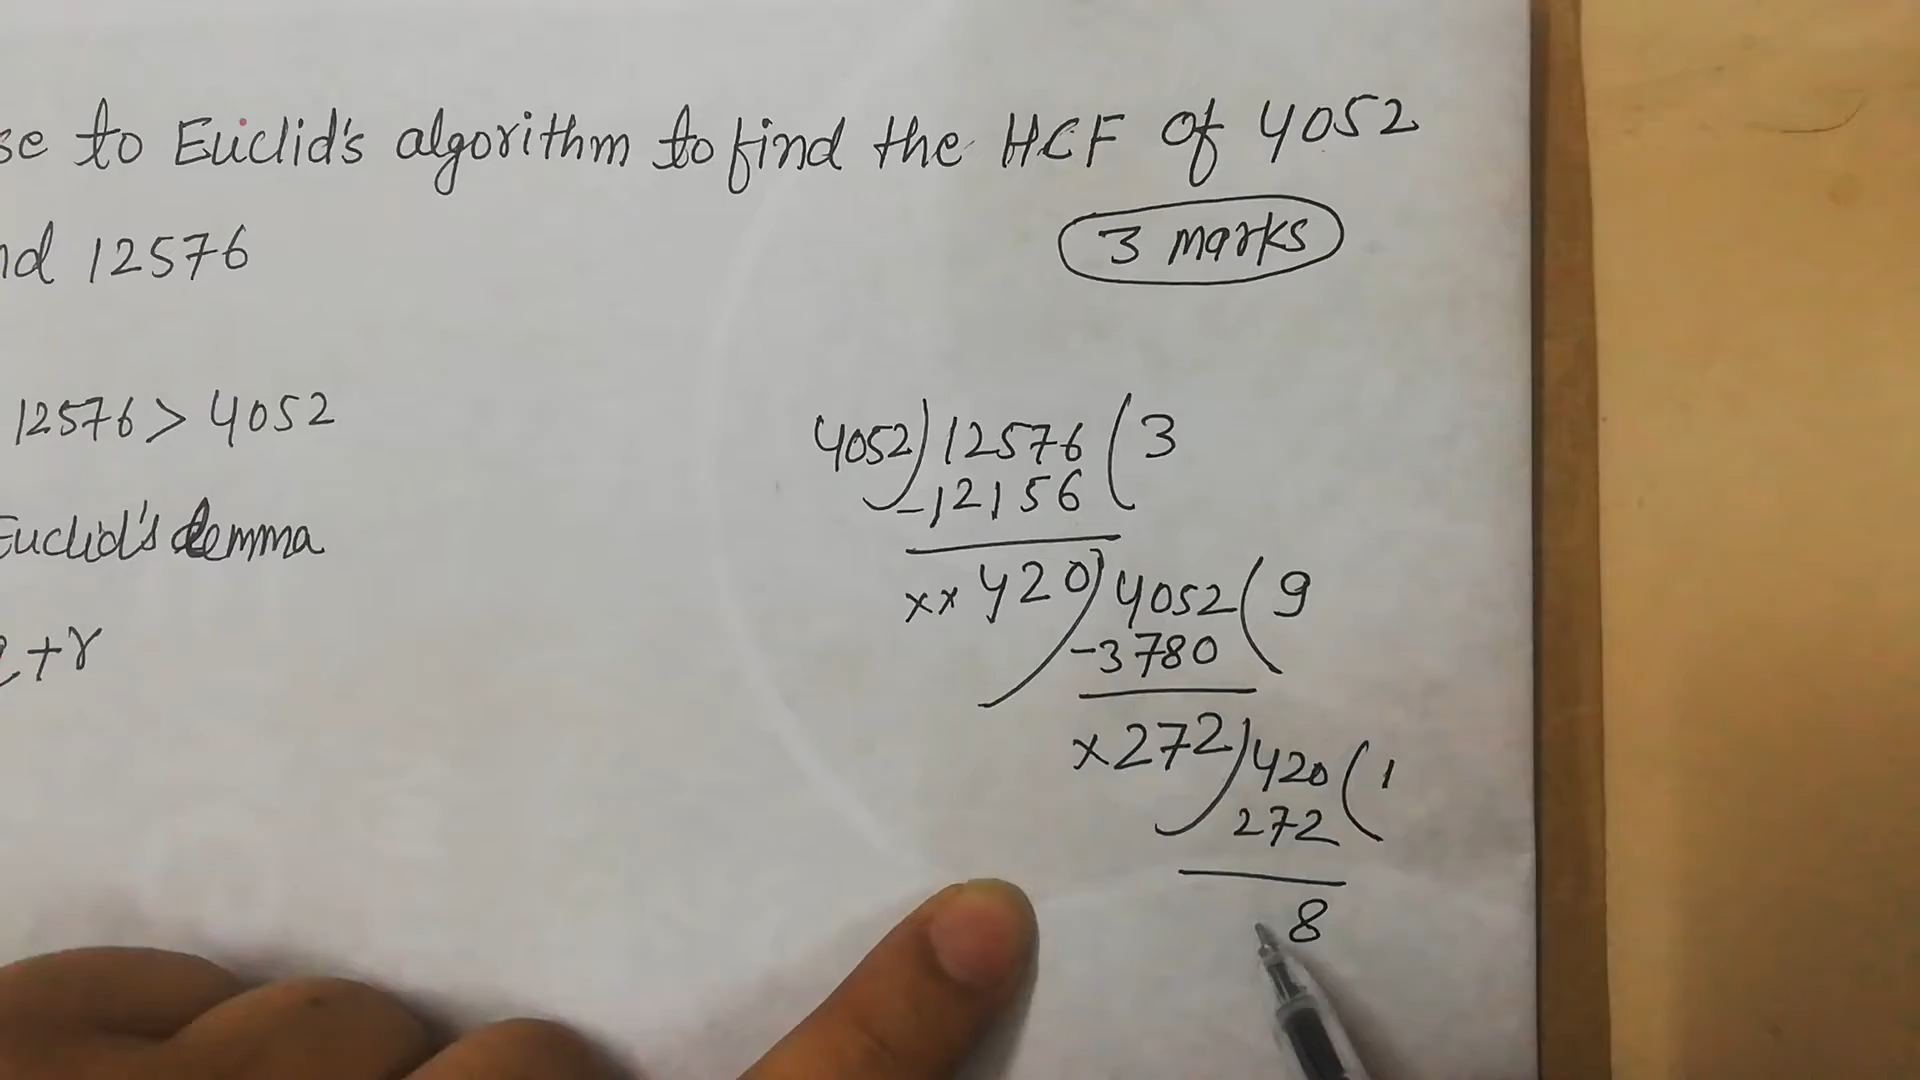 se to Euclid's algorithm to find the HCF of 4052
nd 12576
3 marks
12576 > 4052
Euclid's lemma
+r
4052) 12576 ( 3
-12156
xx 420) 4052 ( 9
-3780
x272) 420 ( 1
272
8